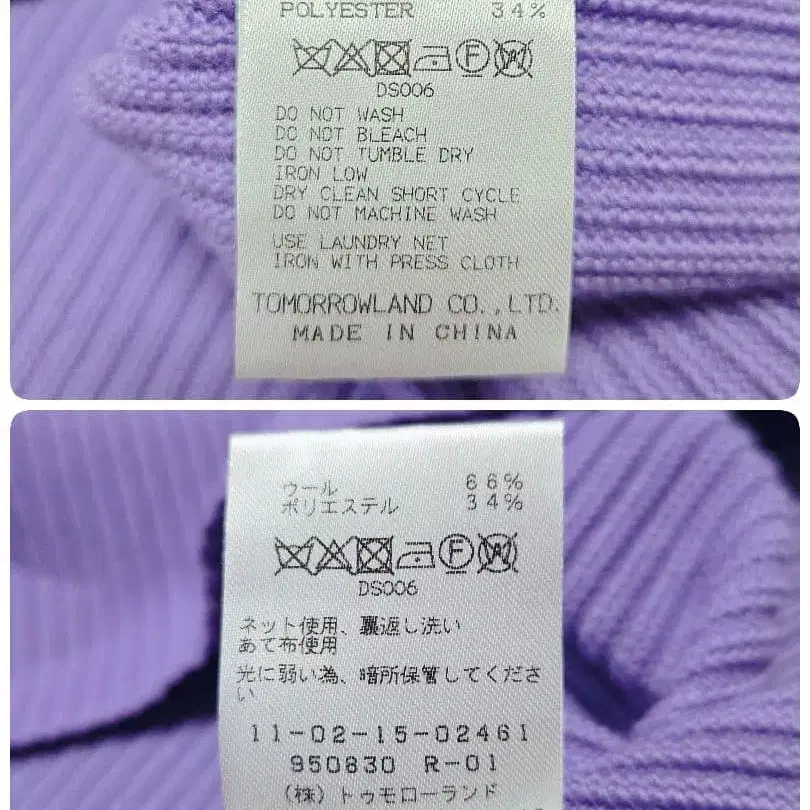 POLYESTER 34%
DS006
DO NOT WASH
DO NOT BLEACH
DO NOT TUMBLE DRY
IRON LOW
DRY CLEAN SHORT CYCLE
DO NOT MACHINE WASH
USE LAUNDRY NET
IRON WITH PRESS CLOTH
TOMORROWLAND CO.,LTD.
MADE IN CHINA
ウール 66%
ポリエステル 34%
DS006
ネット使用、裏返し洗い
あて布使用
光に弱い為、暗所保管してくださ
い
11-02-15-02461
950830 R-01
(株)トゥモローランド